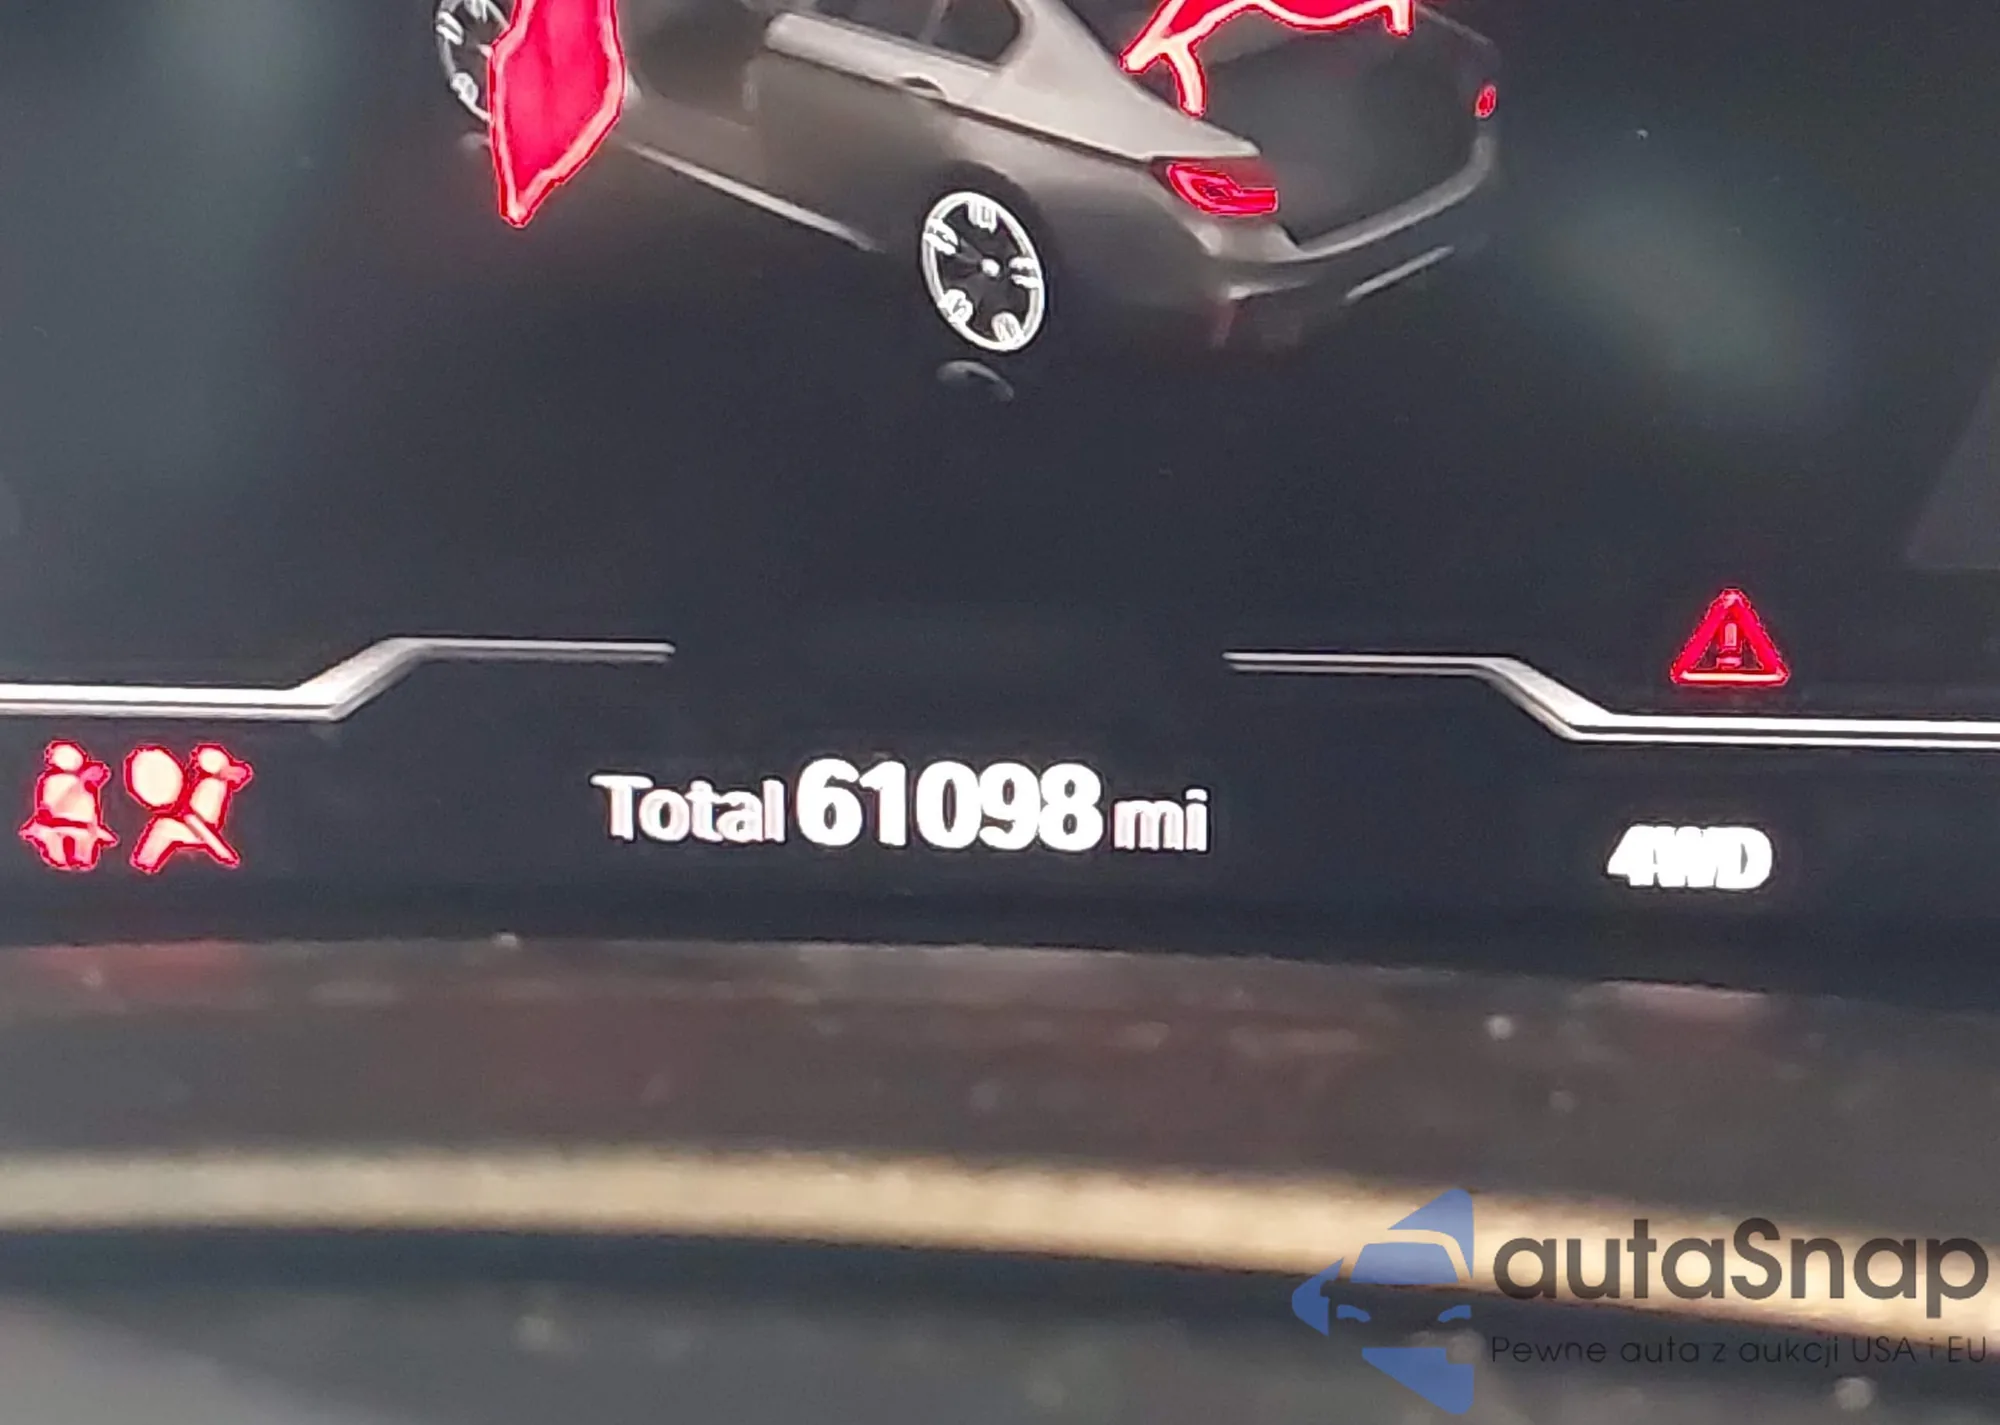 Total 61098 mi
4WD
autaSnap
Pewne auta z aukcji USA i EU